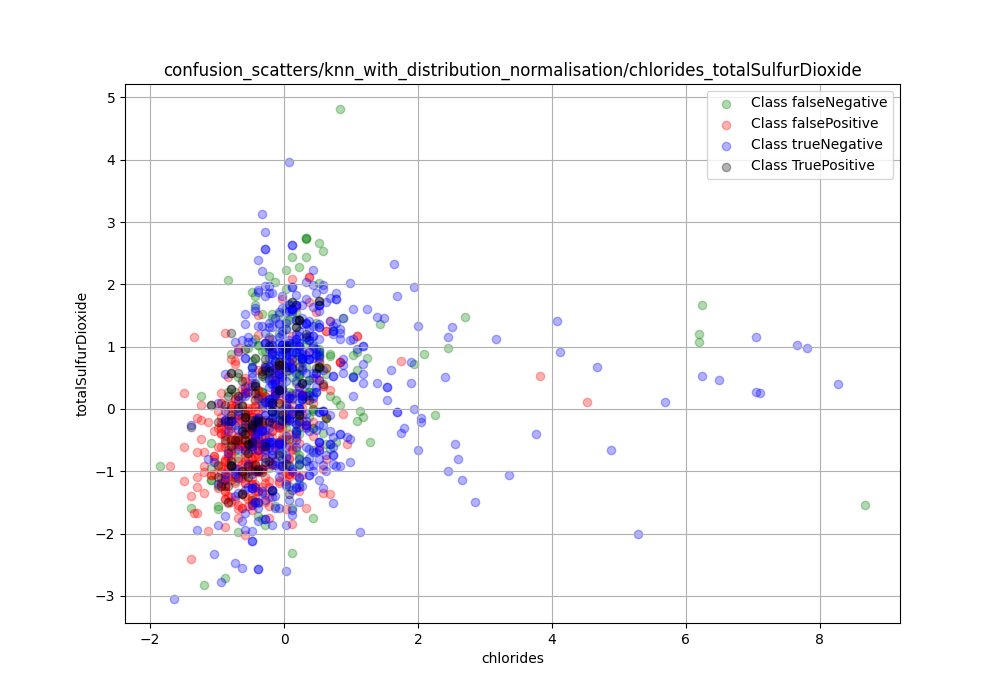 confusion_scatters/knn_with_distribution_normalisation/chlorides_totalSulfurDioxide
Class falseNegative
Class falsePositive
Class trueNegative
Class TruePositive
totalSulfurDioxide
5
4
3
2
1
0
−1
−2
−3
−2 0 2 4 6 8
chlorides